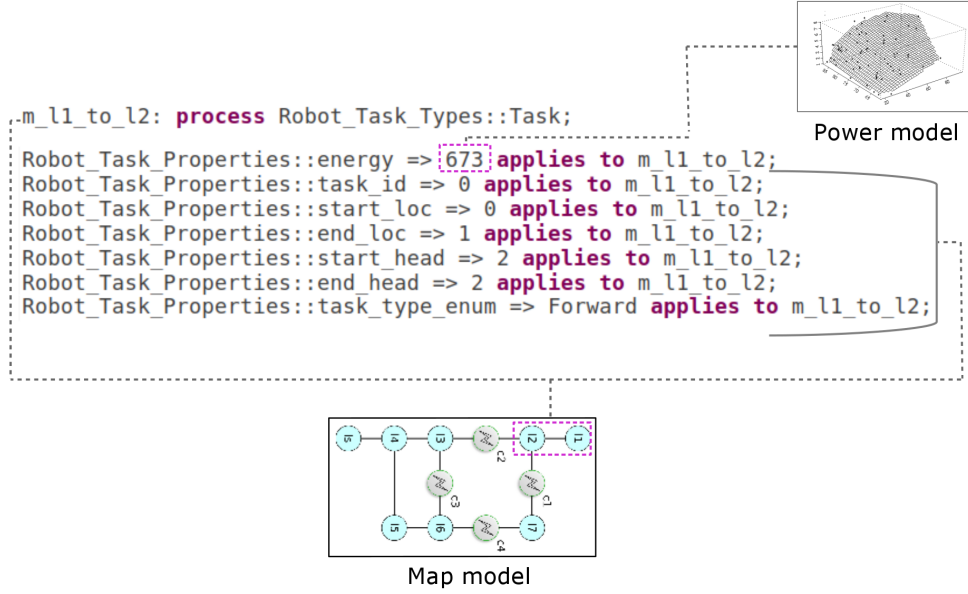 Power model
m_l1_to_l2: process Robot_Task_Types::Task;
Robot_Task_Properties::energy => 673 applies to m_l1_to_l2;
Robot_Task_Properties::task_id => 0 applies to m_l1_to_l2;
Robot_Task_Properties::start_loc => 0 applies to m_l1_to_l2;
Robot_Task_Properties::end_loc => 1 applies to m_l1_to_l2;
Robot_Task_Properties::start_head => 2 applies to m_l1_to_l2;
Robot_Task_Properties::end_head => 2 applies to m_l1_to_l2;
Robot_Task_Properties::task_type_enum => Forward applies to m_l1_to_l2;
ls l4 l3 c2 l2 l1
c3 c1
l5 l6 c4 l7
Map model